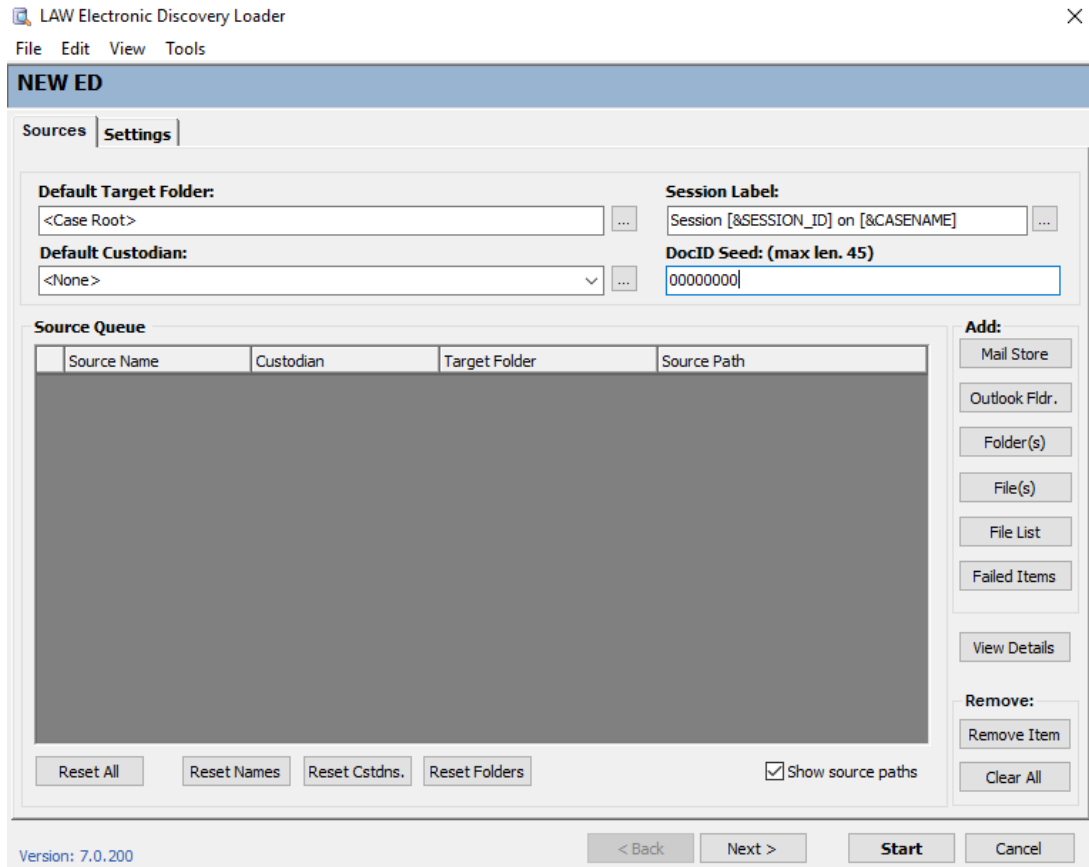 LAW Electronic Discovery Loader
File Edit View Tools
NEW ED
Sources Settings
Default Target Folder:
<Case Root>
...
Session Label:
Session [&SESSION_ID] on [&CASENAME]
...
Default Custodian:
<None>
...
DocID Seed: (max len. 45)
00000000
Source Queue
Source Name Custodian Target Folder Source Path
Add:
Mail Store
Outlook Fldr.
Folder(s)
File(s)
File List
Failed Items
View Details
Remove:
Remove Item
Clear All
Reset All Reset Names Reset Cstdns. Reset Folders Show source paths
Version: 7.0.200
< Back Next > Start Cancel